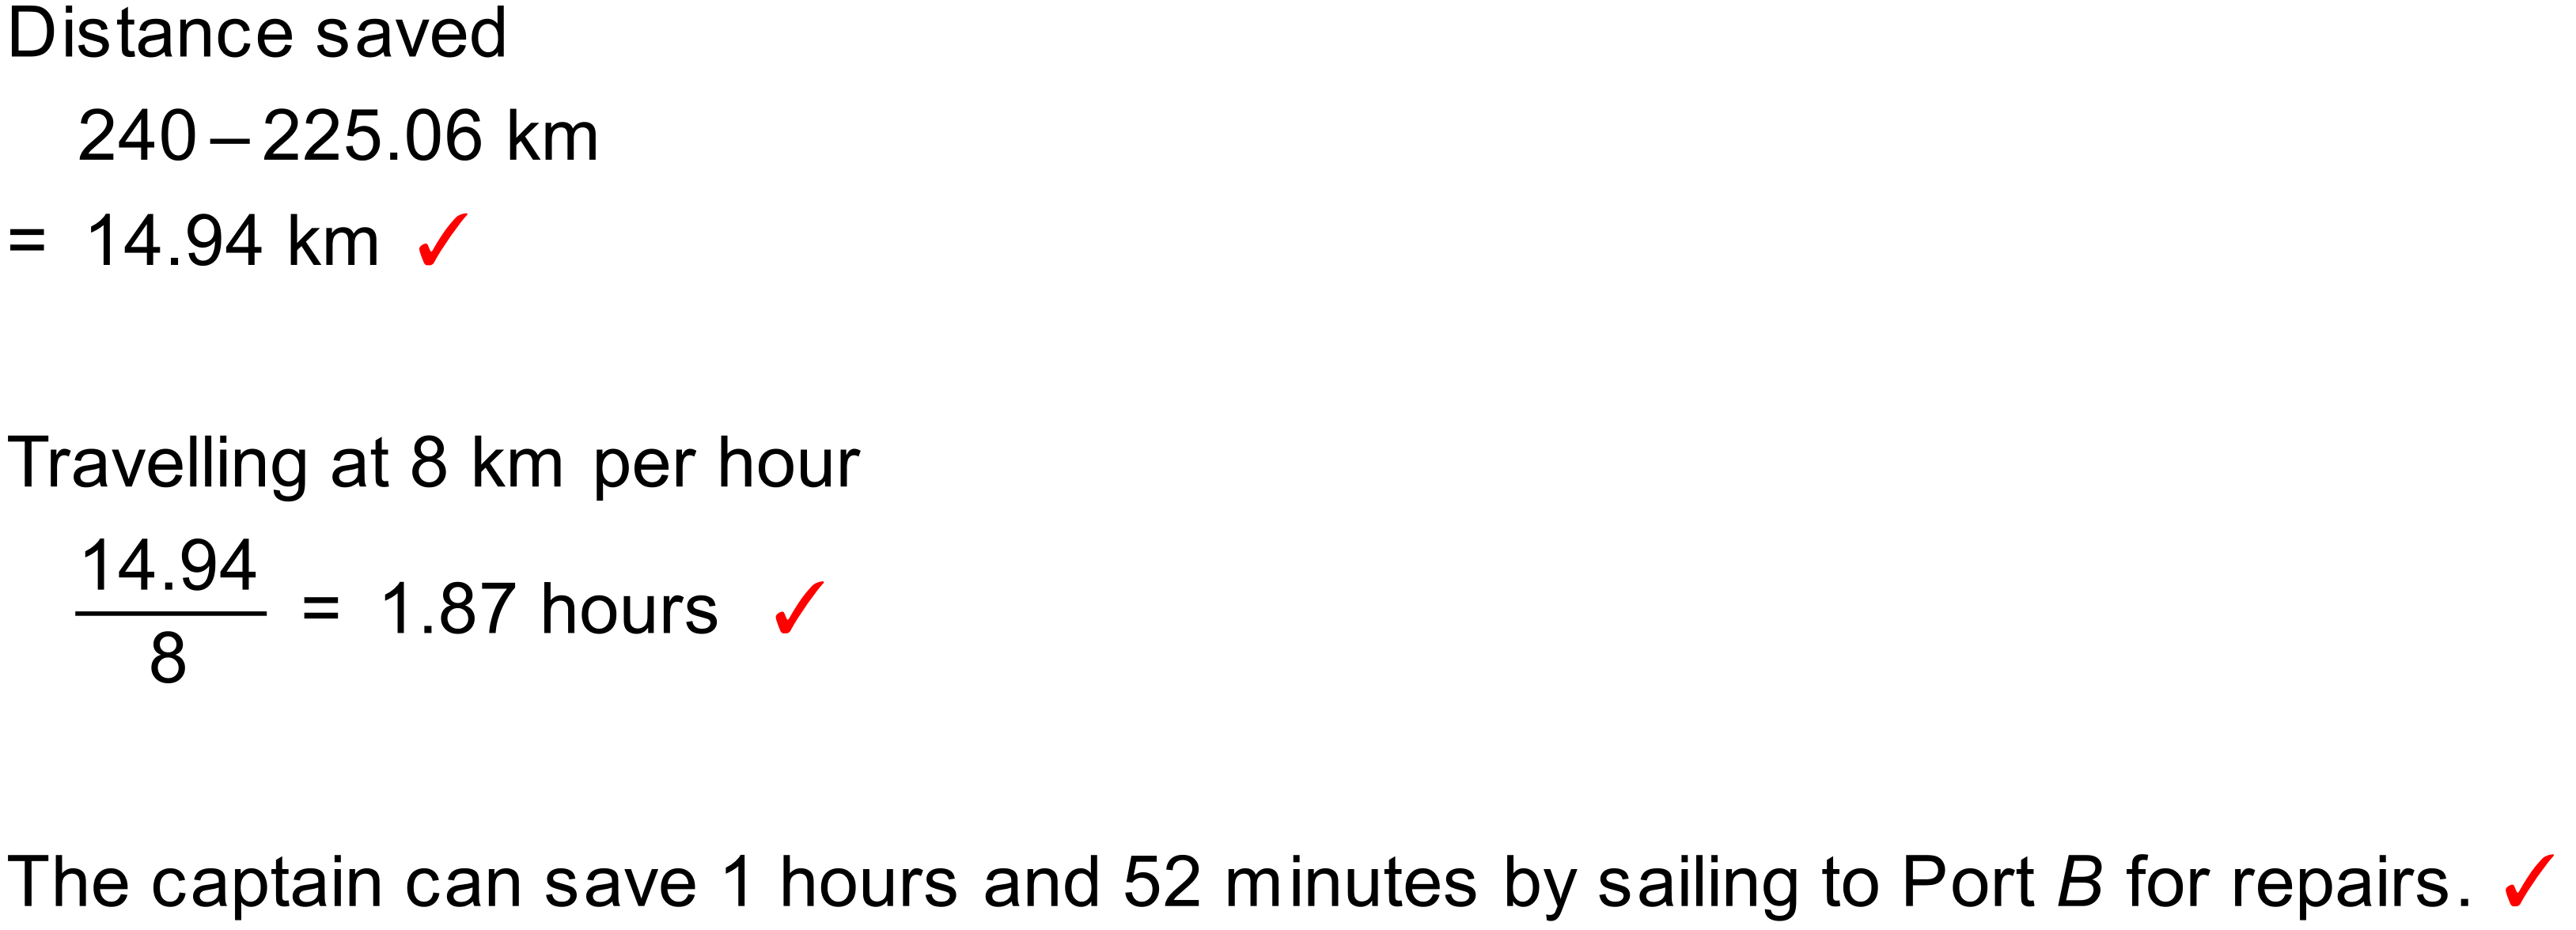 Distance saved
240 – 225.06 km
= 14.94 km ✓
Travelling at 8 km per hour
14.94
8
= 1.87 hours ✓
The captain can save 1 hours and 52 minutes by sailing to Port B for repairs. ✓